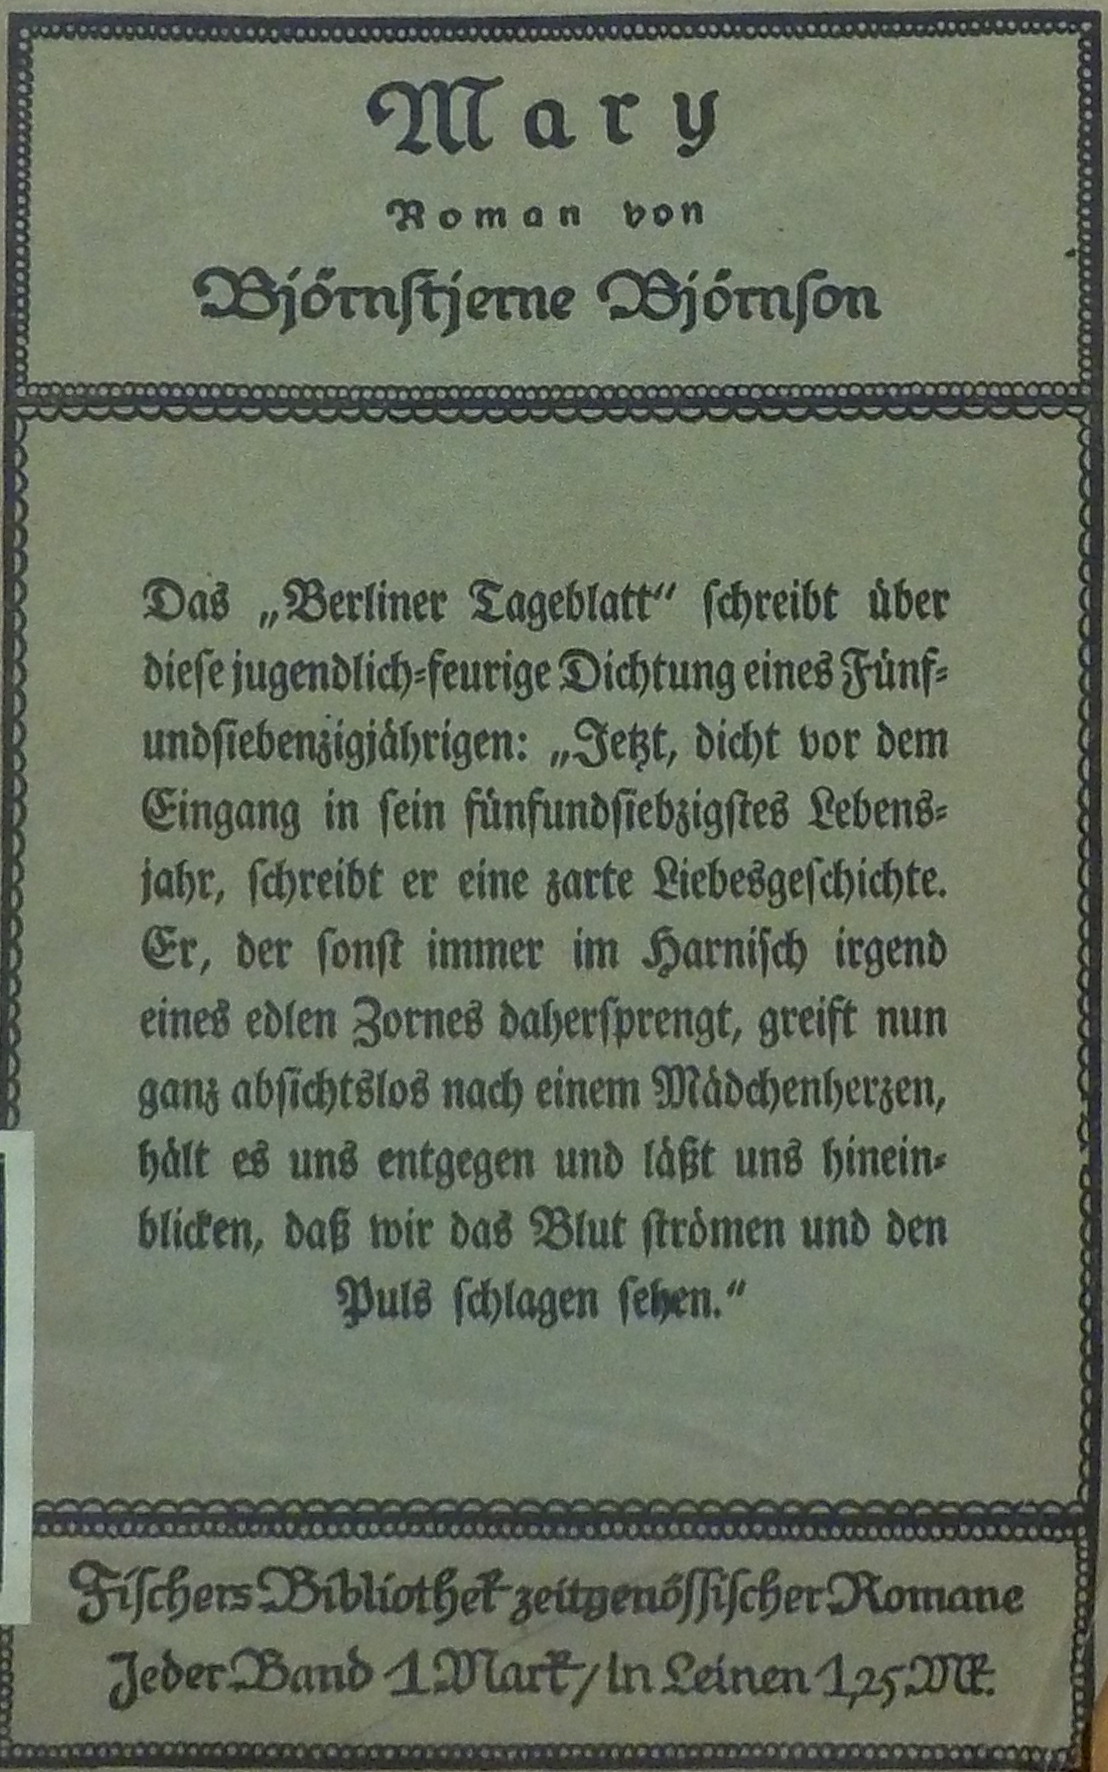 Mary
Roman von
Björnstjerne Björnson
Das „Berliner Tageblatt“ schreibt über
diese jugendlich-feurige Dichtung eines Fünf-
undsiebenzigjährigen: „Jetzt, dicht vor dem
Eingang in sein fünfundsiebzigstes Lebens-
jahr, schreibt er eine zarte Liebesgeschichte.
Er, der sonst immer im Harnisch irgend
eines edlen Zornes dahersprengt, greift nun
ganz absichtslos nach einem Mädchenherzen,
hält es uns entgegen und läßt uns hinein-
blicken, daß wir das Blut strömen und den
Puls schlagen sehen.“
Fischers Bibliothek zeitgenössischer Romane
Jeder Band 1 Mark / In Leinen 1,25 Mk.